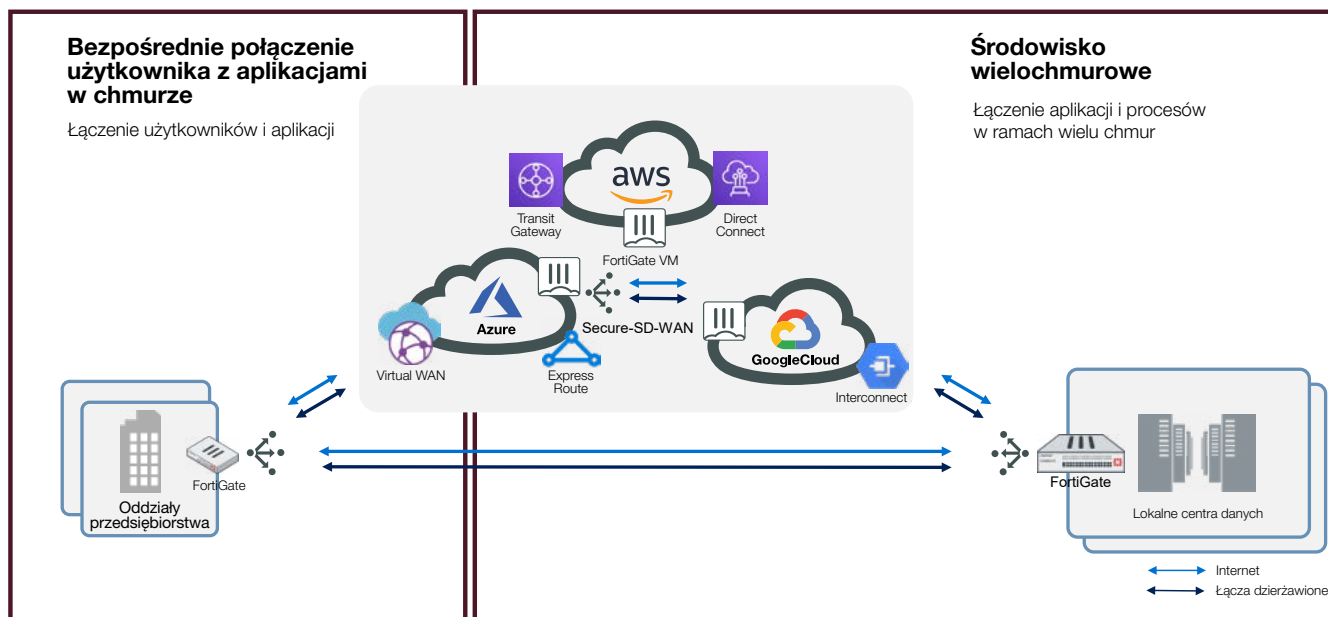 Bezpośrednie połączenie
użytkownika z aplikacjami
w chmurze
Łączenie użytkowników i aplikacji
Środowisko
wielochmurowe
Łączenie aplikacji i procesów
w ramach wielu chmur
aws
Transit
Gateway
Direct
Connect
FortiGate VM
Azure
Secure-SD-WAN
GoogleCloud
Virtual WAN
Express
Route
Interconnect
FortiGate
Oddziały
przedsiębiorstwa
FortiGate
Lokalne centra danych
Internet
Łącza dzierżawione